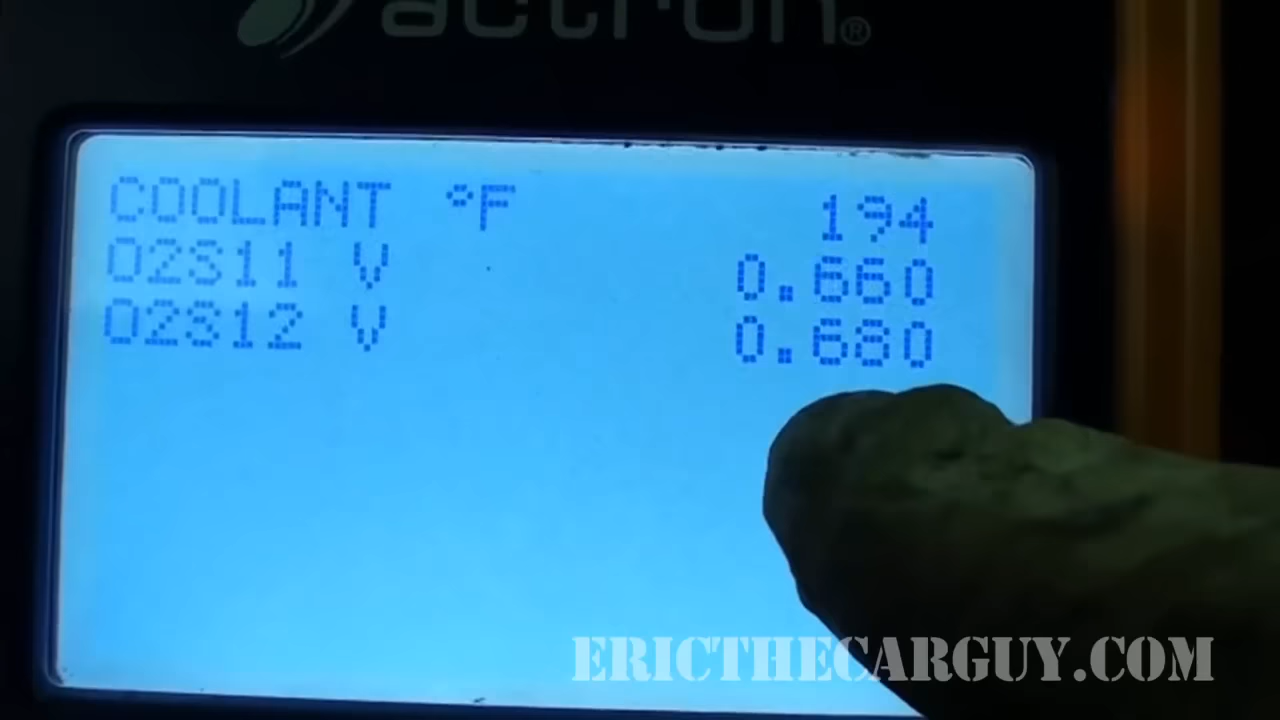 actron®
COOLANT °F 194
O2S11 V 0.660
O2S12 V 0.680
ERICTHECARGUY.COM